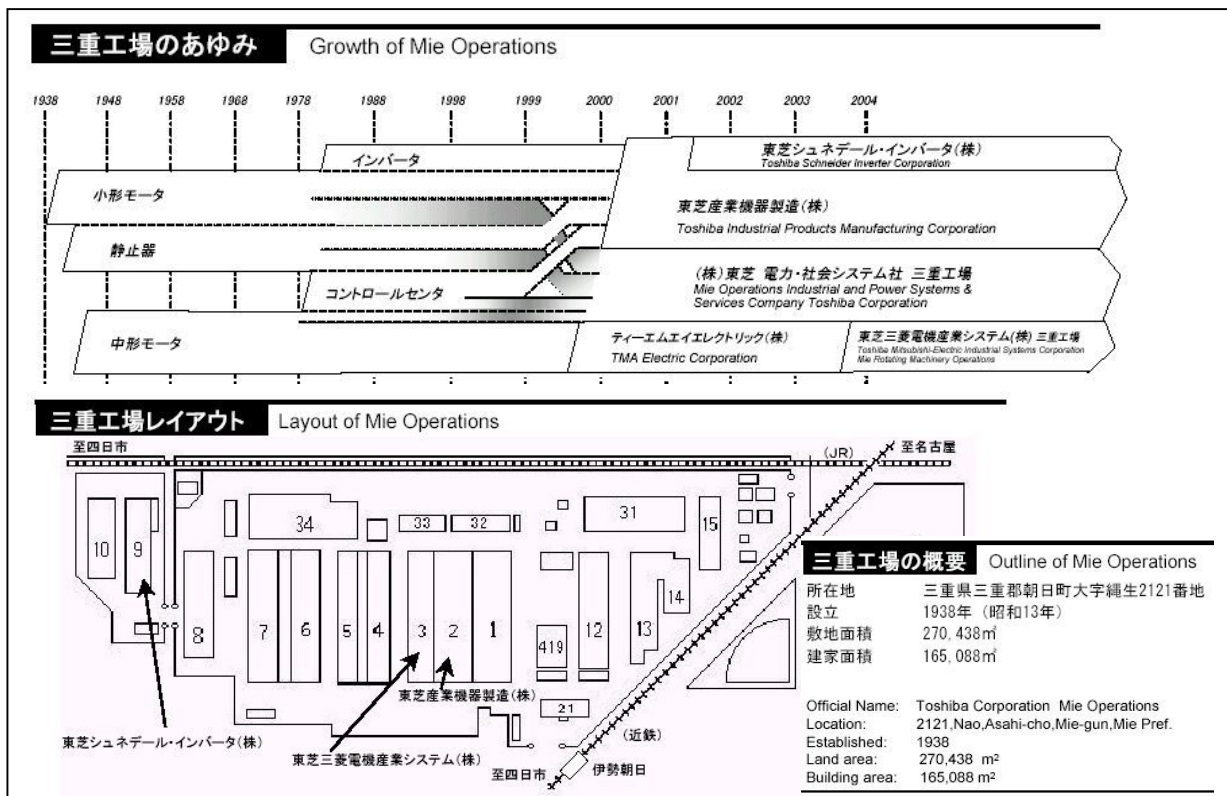 三重工場のあゆみ Growth of Mie Operations
1938 1948 1958 1968 1978 1988 1998 1999 2000 2001 2002 2003 2004
インバータ
小形モータ
静止器
コントロールセンタ
中形モータ
東芝シュネデール・インバータ(株)
Toshiba Schneider Inverter Corporation
東芝産業機器製造(株)
Toshiba Industrial Products Manufacturing Corporation
(株)東芝 電力・社会システム社 三重工場
Mie Operations Industrial and Power Systems &
Services Company Toshiba Corporation
ティーエムエイエレクトリック(株)
TMA Electric Corporation
東芝三菱電機産業システム(株) 三重工場
Toshiba Mitsubishi-Electric Industrial Systems Corporation
Mie Rotating Machinery Operations
三重工場レイアウト Layout of Mie Operations
至四日市
(JR)
至名古屋
10 9 8 7 6 5 4 3 2 1
34 33 32 31 15
419 12 13 14
21
東芝産業機器製造(株)
東芝シュネデール・インバータ(株)
東芝三菱電機産業システム(株)
(近鉄)
至四日市
伊勢朝日
三重工場の概要 Outline of Mie Operations
所在地 三重県三重郡朝日町大字縄生2121番地
設立 1938年 (昭和13年)
敷地面積 270,438㎡
建家面積 165,088㎡
Official Name: Toshiba Corporation Mie Operations
Location: 2121,Nao,Asahi-cho,Mie-gun,Mie Pref.
Established: 1938
Land area: 270,438 m²
Building area: 165,088 m²